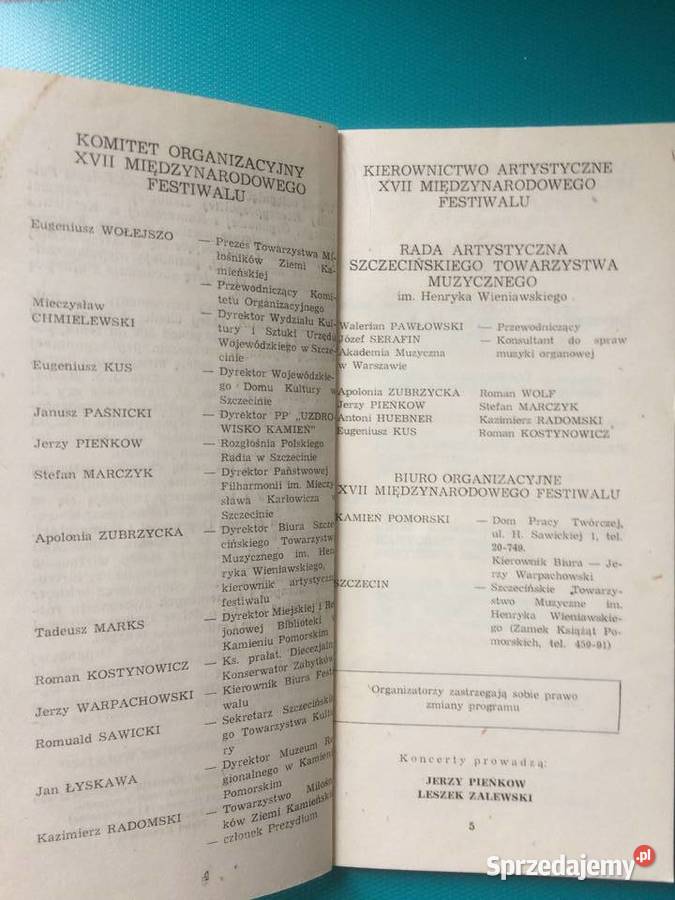 KOMITET ORGANIZACYJNY
XVII MIĘDZYNARODOWEGO
FESTIWALU
Eugeniusz WOŁEJSZO — Prezes Towarzystwa Mi-
łośników Ziemi Ka-
mieńskiej
— Przewodniczący Komi-
tetu Organizacyjnego
Mieczysław — Dyrektor Wydziału Kul-
CHMIELEWSKI tury i Sztuki Urzędu
Wojewódzkiego w Szcze-
cinie
Eugeniusz KUS — Dyrektor Wojewódzkie-
go Domu Kultury w
Szczecinie
Janusz PAŚNICKI — Dyrektor PP „UZDRO-
WISKO KAMIEŃ"
Jerzy PIEŃKOW — Rozgłośnia Polskiego
Radia w Szczecinie
Stefan MARCZYK — Dyrektor Państwowej
Filharmonii im. Mieczy-
sława Karłowicza w
Szczecinie
Apolonia ZUBRZYCKA — Dyrektor Biura Szcze-
cińskiego Towarzystwa
Muzycznego im. Hen-
ryka Wieniawskiego,
kierownik artystyczny
festiwalu
Tadeusz MARKS — Dyrektor Miejskiej i Re-
jonowej Biblioteki w
Kamieniu Pomorskim
Roman KOSTYNOWICZ — Ks. prałat. Diecezjalny
Konserwator Zabytków
Jerzy WARPACHOWSKI — Kierownik Biura Festi-
walu
Romuald SAWICKI — Sekretarz Szczecińskie-
go Towarzystwa Kultu-
ry
Jan ŁYSKAWA — Dyrektor Muzeum Re-
gionalnego w Kamieniu
Pomorskim
Kazimierz RADOMSKI — Towarzystwo Miłośni-
ków Ziemi Kamieńskiej
— członek Prezydium
KIEROWNICTWO ARTYSTYCZNE
XVII MIĘDZYNARODOWEGO
FESTIWALU
RADA ARTYSTYCZNA
SZCZECIŃSKIEGO TOWARZYSTWA
MUZYCZNEGO
im. Henryka Wieniawskiego
Walerian PAWŁOWSKI — Przewodniczący
Józef SERAFIN — Konsultant do spraw
Akademia Muzyczna muzyki organowej
w Warszawie
Apolonia ZUBRZYCKA Roman WOLF
Jerzy PIEŃKOW Stefan MARCZYK
Antoni HUEBNER Kazimierz RADOMSKI
Eugeniusz KUS Roman KOSTYNOWICZ
BIURO ORGANIZACYJNE
XVII MIĘDZYNARODOWEGO FESTIWALU
KAMIEŃ POMORSKI — Dom Pracy Twórczej,
ul. H. Sawickiej 1, tel.
20-749.
Kierownik Biura — Je-
rzy Warpachowski
SZCZECIN — Szczecińskie Towarzy-
stwo Muzyczne im.
Henryka Wieniawskie-
go (Zamek Książąt Po-
morskich, tel. 459-91)
Organizatorzy zastrzegają sobie prawo
zmiany programu
Koncerty prowadzą:
JERZY PIEŃKOW
LESZEK ZALEWSKI
5
Sprzedajemy.pl